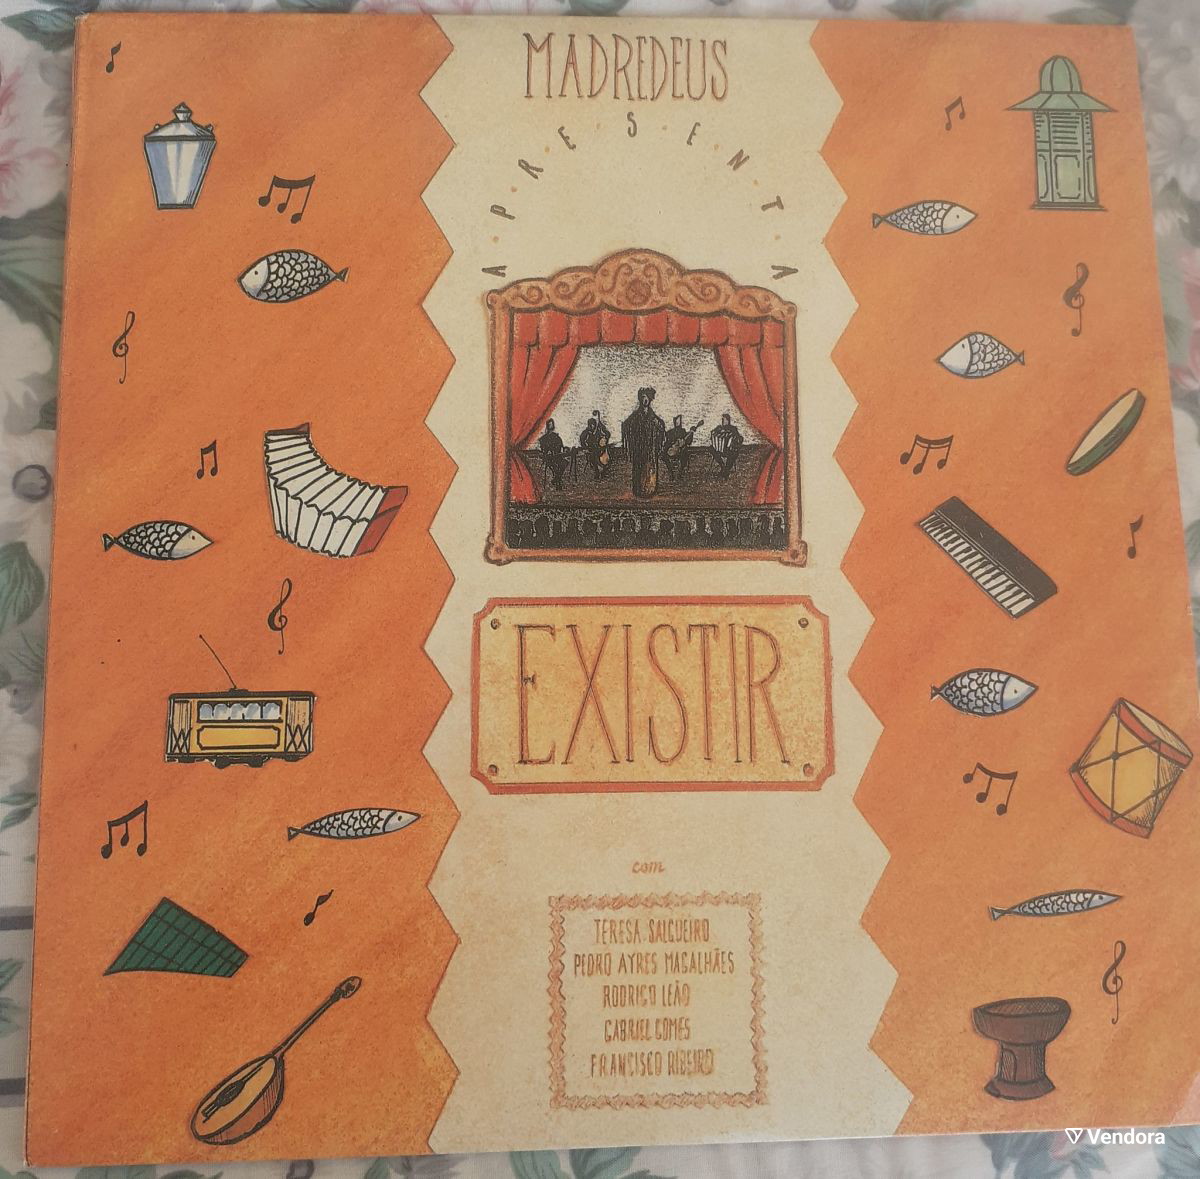 MADREDEUS
APRESENTA
EXISTIR
com
TERESA SALGUEIRO
PEDRO AYRES MAGALHÃES
RODRIGO LEÃO
GABRIEL GOMES
FRANCISCO RIBEIRO
Vendora